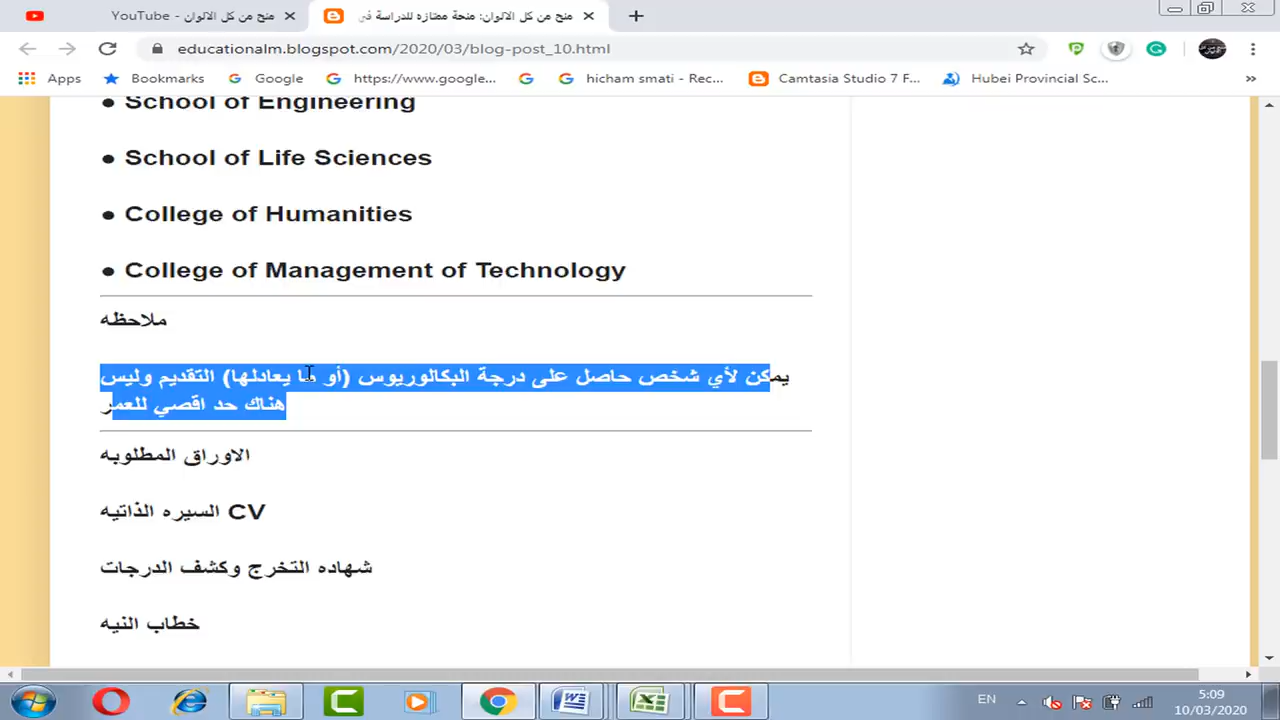 منح من كل الالوان - YouTube
منح من كل الالوان: منحة ممتازه للدراسة في
educationalm.blogspot.com/2020/03/blog-post_10.html
Apps
Bookmarks
Google
https://www.google...
hicham smati - Rec...
Camtasia Studio 7 F...
Hubei Provincial Sc...
»
● School of Engineering
● School of Life Sciences
● College of Humanities
● College of Management of Technology
ملاحظه
يمكن لأي شخص حاصل على درجة البكالوريوس (أو ما يعادلها) التقديم وليس
هناك حد اقصي للعمر
الاوراق المطلوبه
السيره الذاتيه CV
شهاده التخرج وكشف الدرجات
خطاب النيه
EN
5:09
10/03/2020